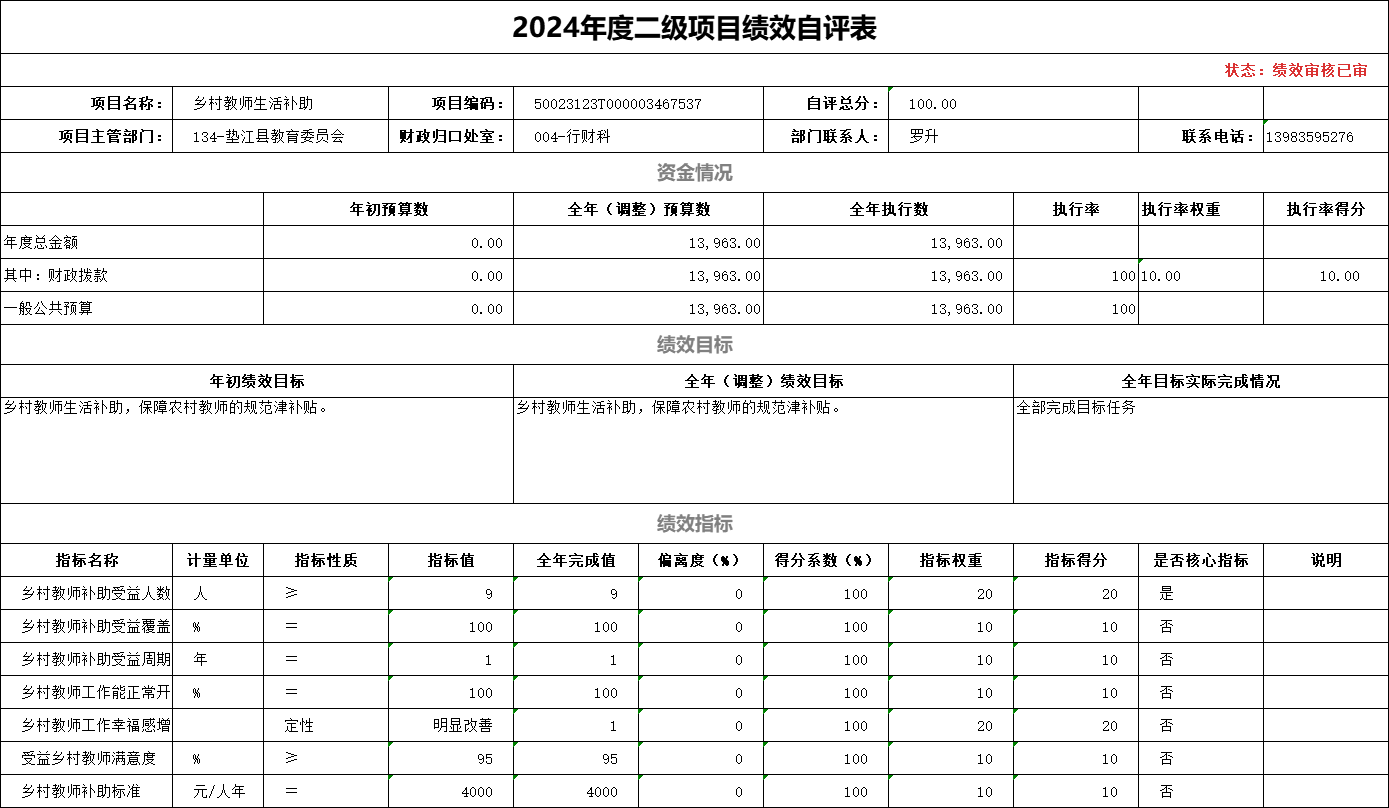 2024年度二级项目绩效自评表
状态：绩效审核已审
项目名称： 乡村教师生活补助 项目编码： 50023123T000003467537 自评总分： 100.00
项目主管部门： 134-垫江县教育委员会 财政归口处室： 004-行财科 部门联系人： 罗升 联系电话： 13983595276
资金情况
年初预算数 全年（调整）预算数 全年执行数 执行率 执行率权重 执行率得分
年度总金额 0.00 13,963.00 13,963.00
其中：财政拨款 0.00 13,963.00 13,963.00 100 10.00 10.00
一般公共预算 0.00 13,963.00 13,963.00 100
绩效目标
年初绩效目标 全年（调整）绩效目标 全年目标实际完成情况
乡村教师生活补助，保障农村教师的规范津补贴。 乡村教师生活补助，保障农村教师的规范津补贴。 全部完成目标任务
绩效指标
指标名称 计量单位 指标性质 指标值 全年完成值 偏离度（%） 得分系数（%） 指标权重 指标得分 是否核心指标 说明
乡村教师补助受益人数 人 ≥ 9 9 0 100 20 20 是
乡村教师补助受益覆盖 % ＝ 100 100 0 100 10 10 否
乡村教师补助受益周期 年 ＝ 1 1 0 100 10 10 否
乡村教师工作能正常开 % ＝ 100 100 0 100 10 10 否
乡村教师工作幸福感增 定性 明显改善 1 0 100 20 20 否
受益乡村教师满意度 % ≥ 95 95 0 100 10 10 否
乡村教师补助标准 元/人年 ＝ 4000 4000 0 100 10 10 否